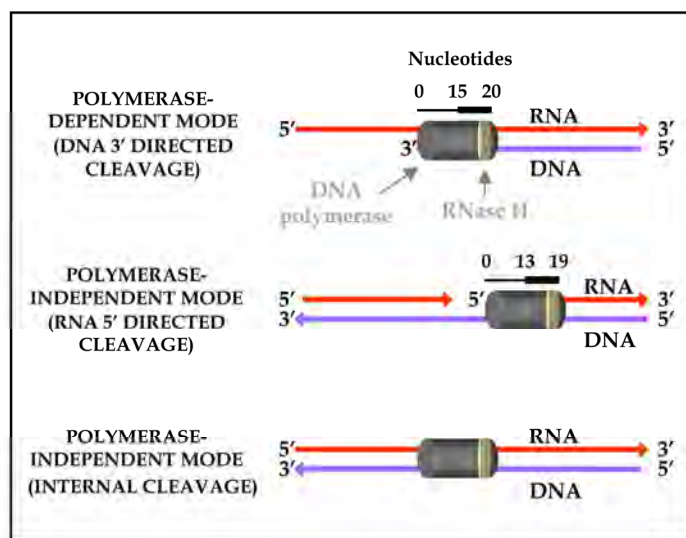 Nucleotides
0 15 20
POLYMERASE-
DEPENDENT MODE
(DNA 3′ DIRECTED
CLEAVAGE)
5′ RNA 3′
3′ DNA 5′
DNA
polymerase
RNase H
0 13 19
POLYMERASE-
INDEPENDENT MODE
(RNA 5′ DIRECTED
CLEAVAGE)
5′ 5′ RNA 3′
3′ 5′
DNA
POLYMERASE-
INDEPENDENT MODE
(INTERNAL CLEAVAGE)
5′ RNA 3′
3′ 5′
DNA